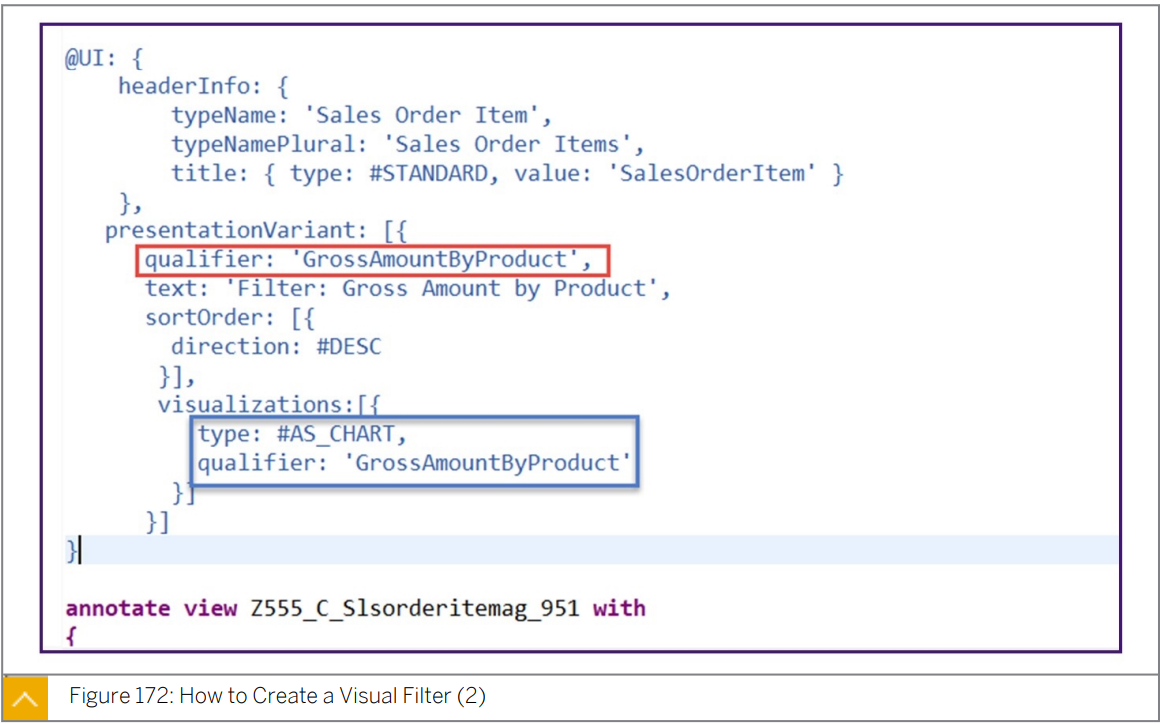 @UI: {
headerInfo: {
typeName: 'Sales Order Item',
typeNamePlural: 'Sales Order Items',
title: { type: #STANDARD, value: 'SalesOrderItem' }
},
presentationVariant: [{
qualifier: 'GrossAmountByProduct',
text: 'Filter: Gross Amount by Product',
sortOrder: [{
direction: #DESC
}],
visualizations:[{
type: #AS_CHART,
qualifier: 'GrossAmountByProduct'
}]
}]
}
annotate view Z555_C_Slsorderitemag_951 with
{
Figure 172: How to Create a Visual Filter (2)